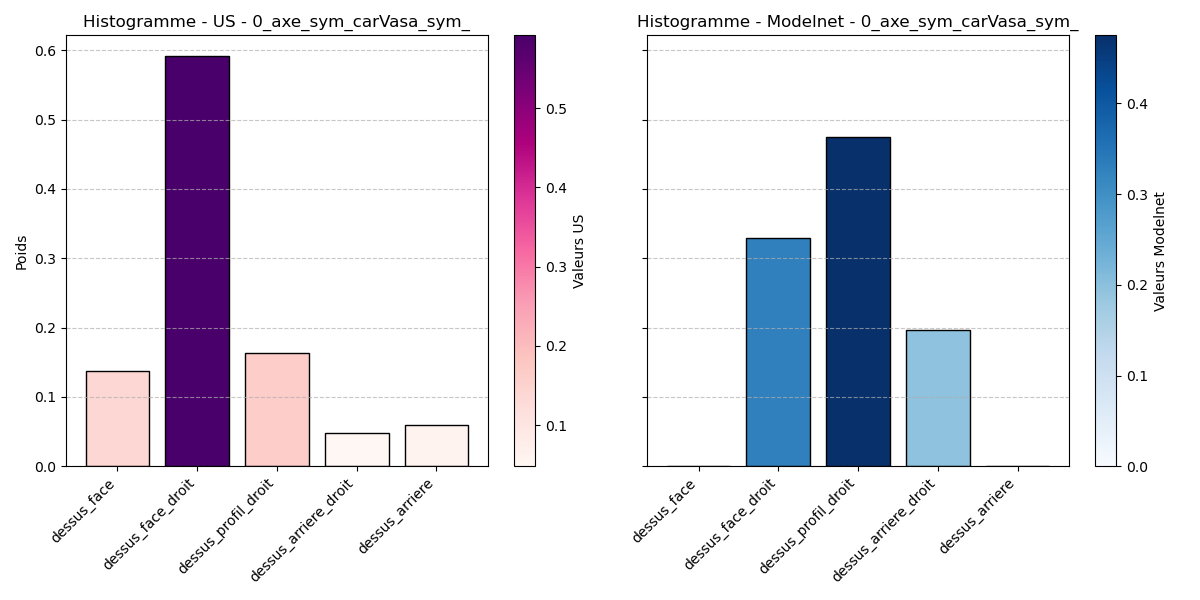 Histogramme - US - 0_axe_sym_carVasa_sym_
Poids
0.6
0.5
0.4
0.3
0.2
0.1
0.0
dessus_face
dessus_face_droit
dessus_profil_droit
dessus_arriere_droit
dessus_arriere
0.5
0.4
0.3
0.2
0.1
Valeurs US
Histogramme - Modelnet - 0_axe_sym_carVasa_sym_
dessus_face
dessus_face_droit
dessus_profil_droit
dessus_arriere_droit
dessus_arriere
0.4
0.3
0.2
0.1
0.0
Valeurs Modelnet